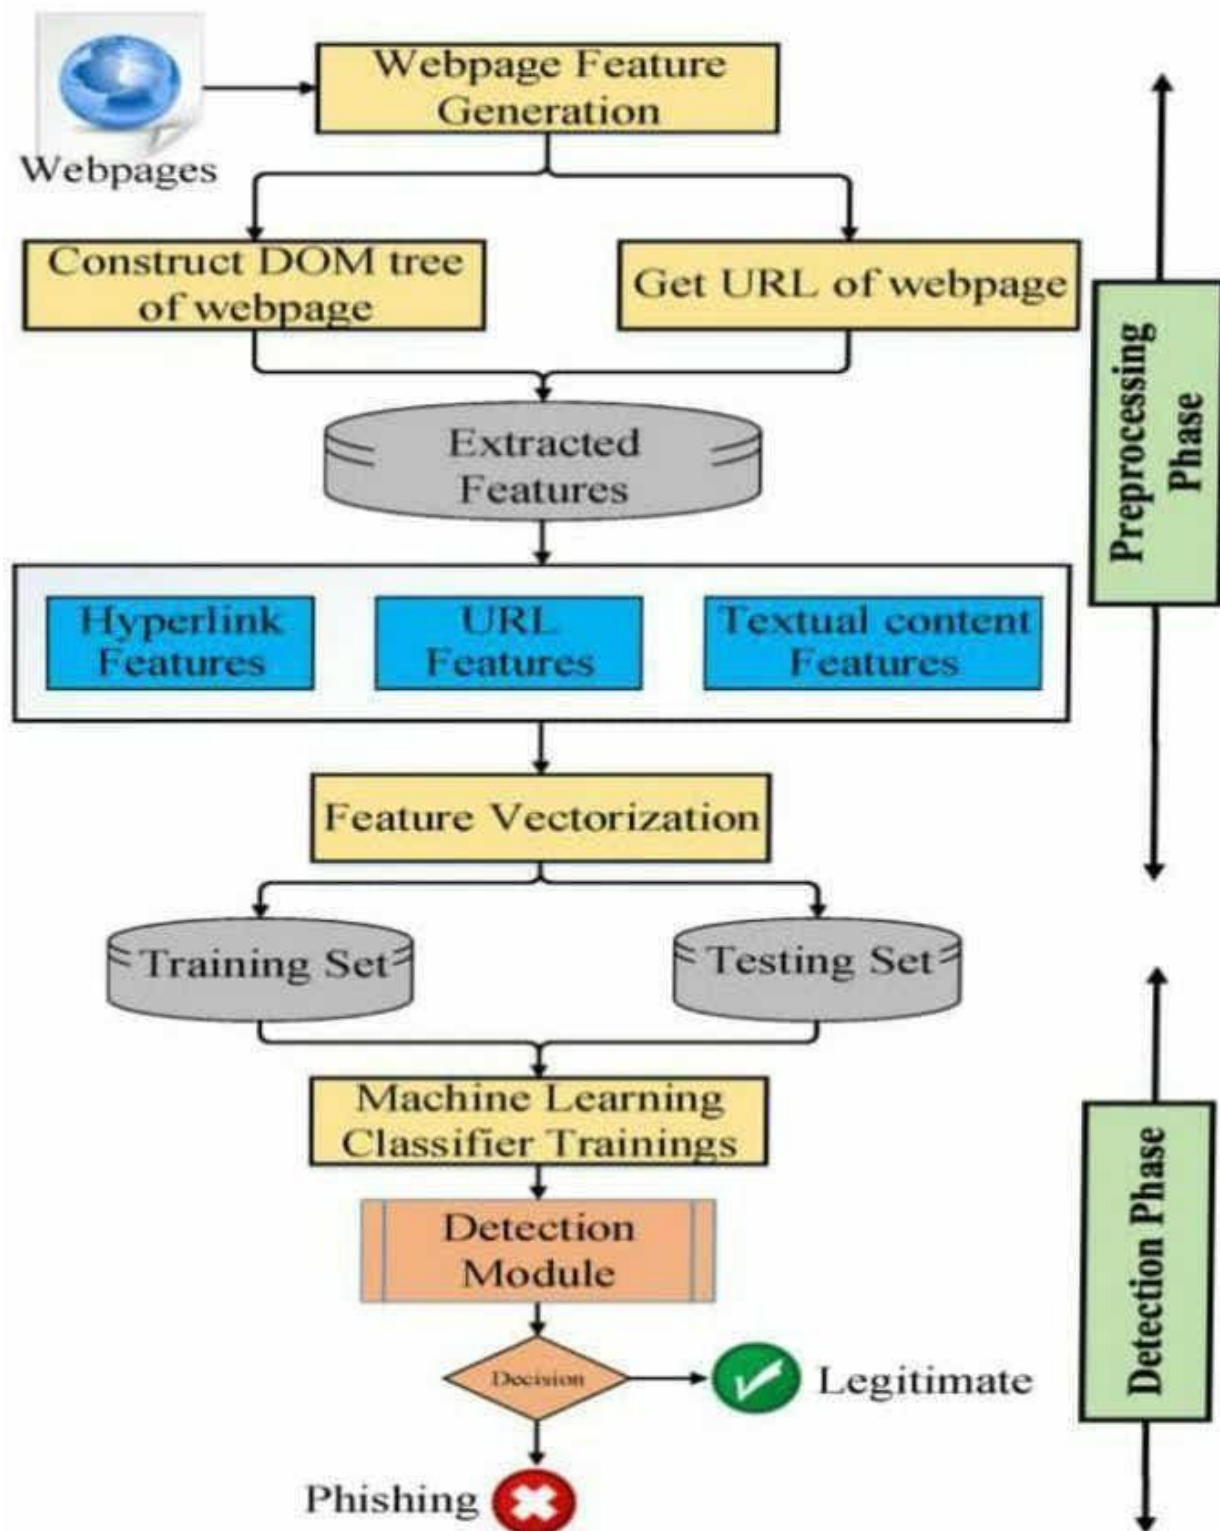 Webpage Feature
Generation
Webpages
Construct DOM tree
of webpage
Get URL of webpage
Extracted
Features
Preprocessing
Phase
Hyperlink
Features
URL
Features
Textual content
Features
Feature Vectorization
Training Set
Testing Set
Machine Learning
Classifier Trainings
Detection
Module
Detection Phase
Decision
Legitimate
Phishing